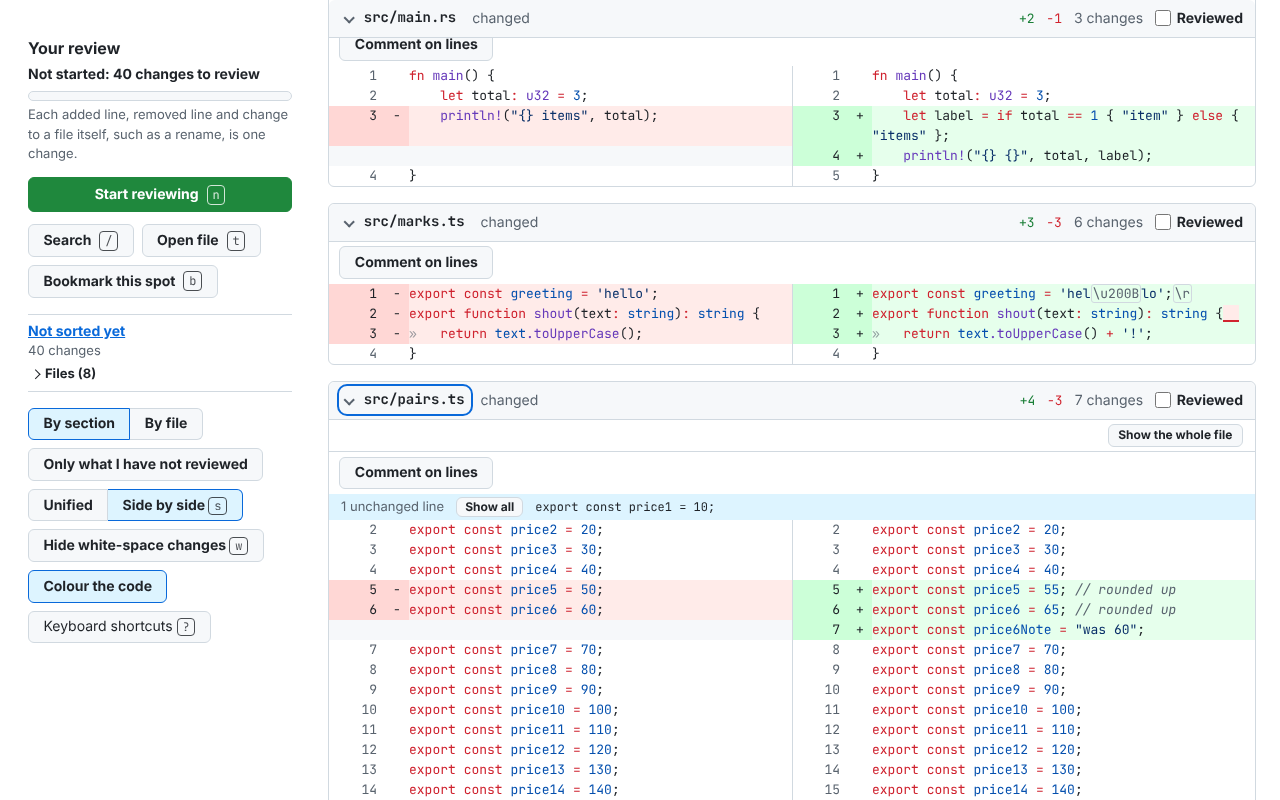 Your review
Not started: 40 changes to review
Each added line, removed line and change
to a file itself, such as a rename, is one
change.
Start reviewing n
Search / Open file t
Bookmark this spot b
Not sorted yet
40 changes
Files (8)
By section By file
Only what I have not reviewed
Unified Side by side s
Hide white-space changes w
Colour the code
Keyboard shortcuts ?
src/main.rs changed +2 -1 3 changes Reviewed
Comment on lines
1 fn main() { 1 fn main() {
2 let total: u32 = 3; 2 let total: u32 = 3;
3 - println!("{} items", total); 3 + let label = if total == 1 { "item" } else {
"items" };
4 + println!("{} {}", total, label);
4 } 5 }
src/marks.ts changed +3 -3 6 changes Reviewed
Comment on lines
1 - export const greeting = 'hello'; 1 + export const greeting = 'hel\u200Blo';\r
2 - export function shout(text: string): string { 2 + export function shout(text: string): string {
3 - » return text.toUpperCase(); 3 + » return text.toUpperCase() + '!';
4 } 4 }
src/pairs.ts changed +4 -3 7 changes Reviewed
Show the whole file
Comment on lines
1 unchanged line Show all export const price1 = 10;
2 export const price2 = 20; 2 export const price2 = 20;
3 export const price3 = 30; 3 export const price3 = 30;
4 export const price4 = 40; 4 export const price4 = 40;
5 - export const price5 = 50; 5 + export const price5 = 55; // rounded up
6 - export const price6 = 60; 6 + export const price6 = 65; // rounded up
7 + export const price6Note = "was 60";
7 export const price7 = 70; 8 export const price7 = 70;
8 export const price8 = 80; 9 export const price8 = 80;
9 export const price9 = 90; 10 export const price9 = 90;
10 export const price10 = 100; 11 export const price10 = 100;
11 export const price11 = 110; 12 export const price11 = 110;
12 export const price12 = 120; 13 export const price12 = 120;
13 export const price13 = 130; 14 export const price13 = 130;
14 export const price14 = 140; 15 export const price14 = 140;